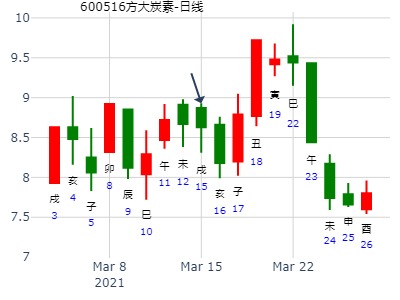 600516方大炭素-日线
10
9.5
9
8.5
8
7.5
7
戌
3
亥
4
子
5
卯
8
辰
9
巳
10
午
11
未
12
戌
15
亥
16
子
17
丑
18
寅
19
巳
22
午
23
未
24
申
25
酉
26
Mar 8
2021
Mar 15
Mar 22